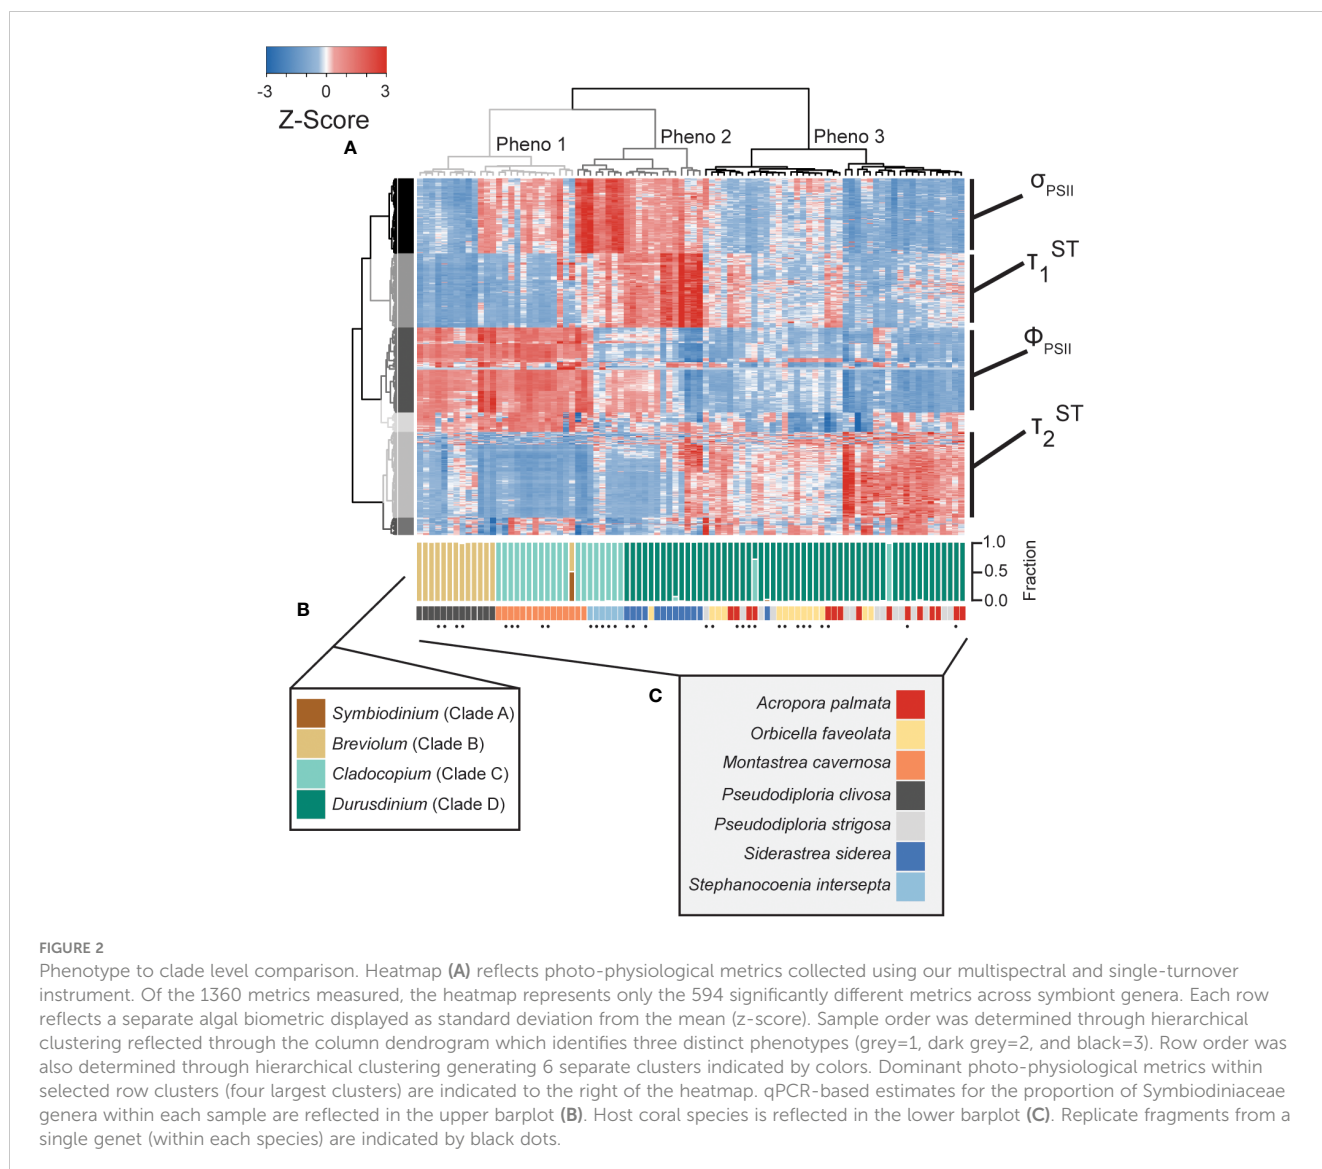 -3 0 3
Z-Score
A
Pheno 1
Pheno 2
Pheno 3
σPSII
τ1ST
ΦPSII
τ2ST
1.0
0.5
0.0
Fraction
B
Symbiodinium (Clade A)
Breviolum (Clade B)
Cladocopium (Clade C)
Durusdinium (Clade D)
C
Acropora palmata
Orbicella faveolata
Montastrea cavernosa
Pseudodiploria clivosa
Pseudodiploria strigosa
Siderastrea siderea
Stephanocoenia intersepta
FIGURE 2
Phenotype to clade level comparison. Heatmap (A) reflects photo-physiological metrics collected using our multispectral and single-turnover
instrument. Of the 1360 metrics measured, the heatmap represents only the 594 significantly different metrics across symbiont genera. Each row
reflects a separate algal biometric displayed as standard deviation from the mean (z-score). Sample order was determined through hierarchical
clustering reflected through the column dendrogram which identifies three distinct phenotypes (grey=1, dark grey=2, and black=3). Row order was
also determined through hierarchical clustering generating 6 separate clusters indicated by colors. Dominant photo-physiological metrics within
selected row clusters (four largest clusters) are indicated to the right of the heatmap. qPCR-based estimates for the proportion of Symbiodiniaceae
genera within each sample are reflected in the upper barplot (B). Host coral species is reflected in the lower barplot (C). Replicate fragments from a
single genet (within each species) are indicated by black dots.